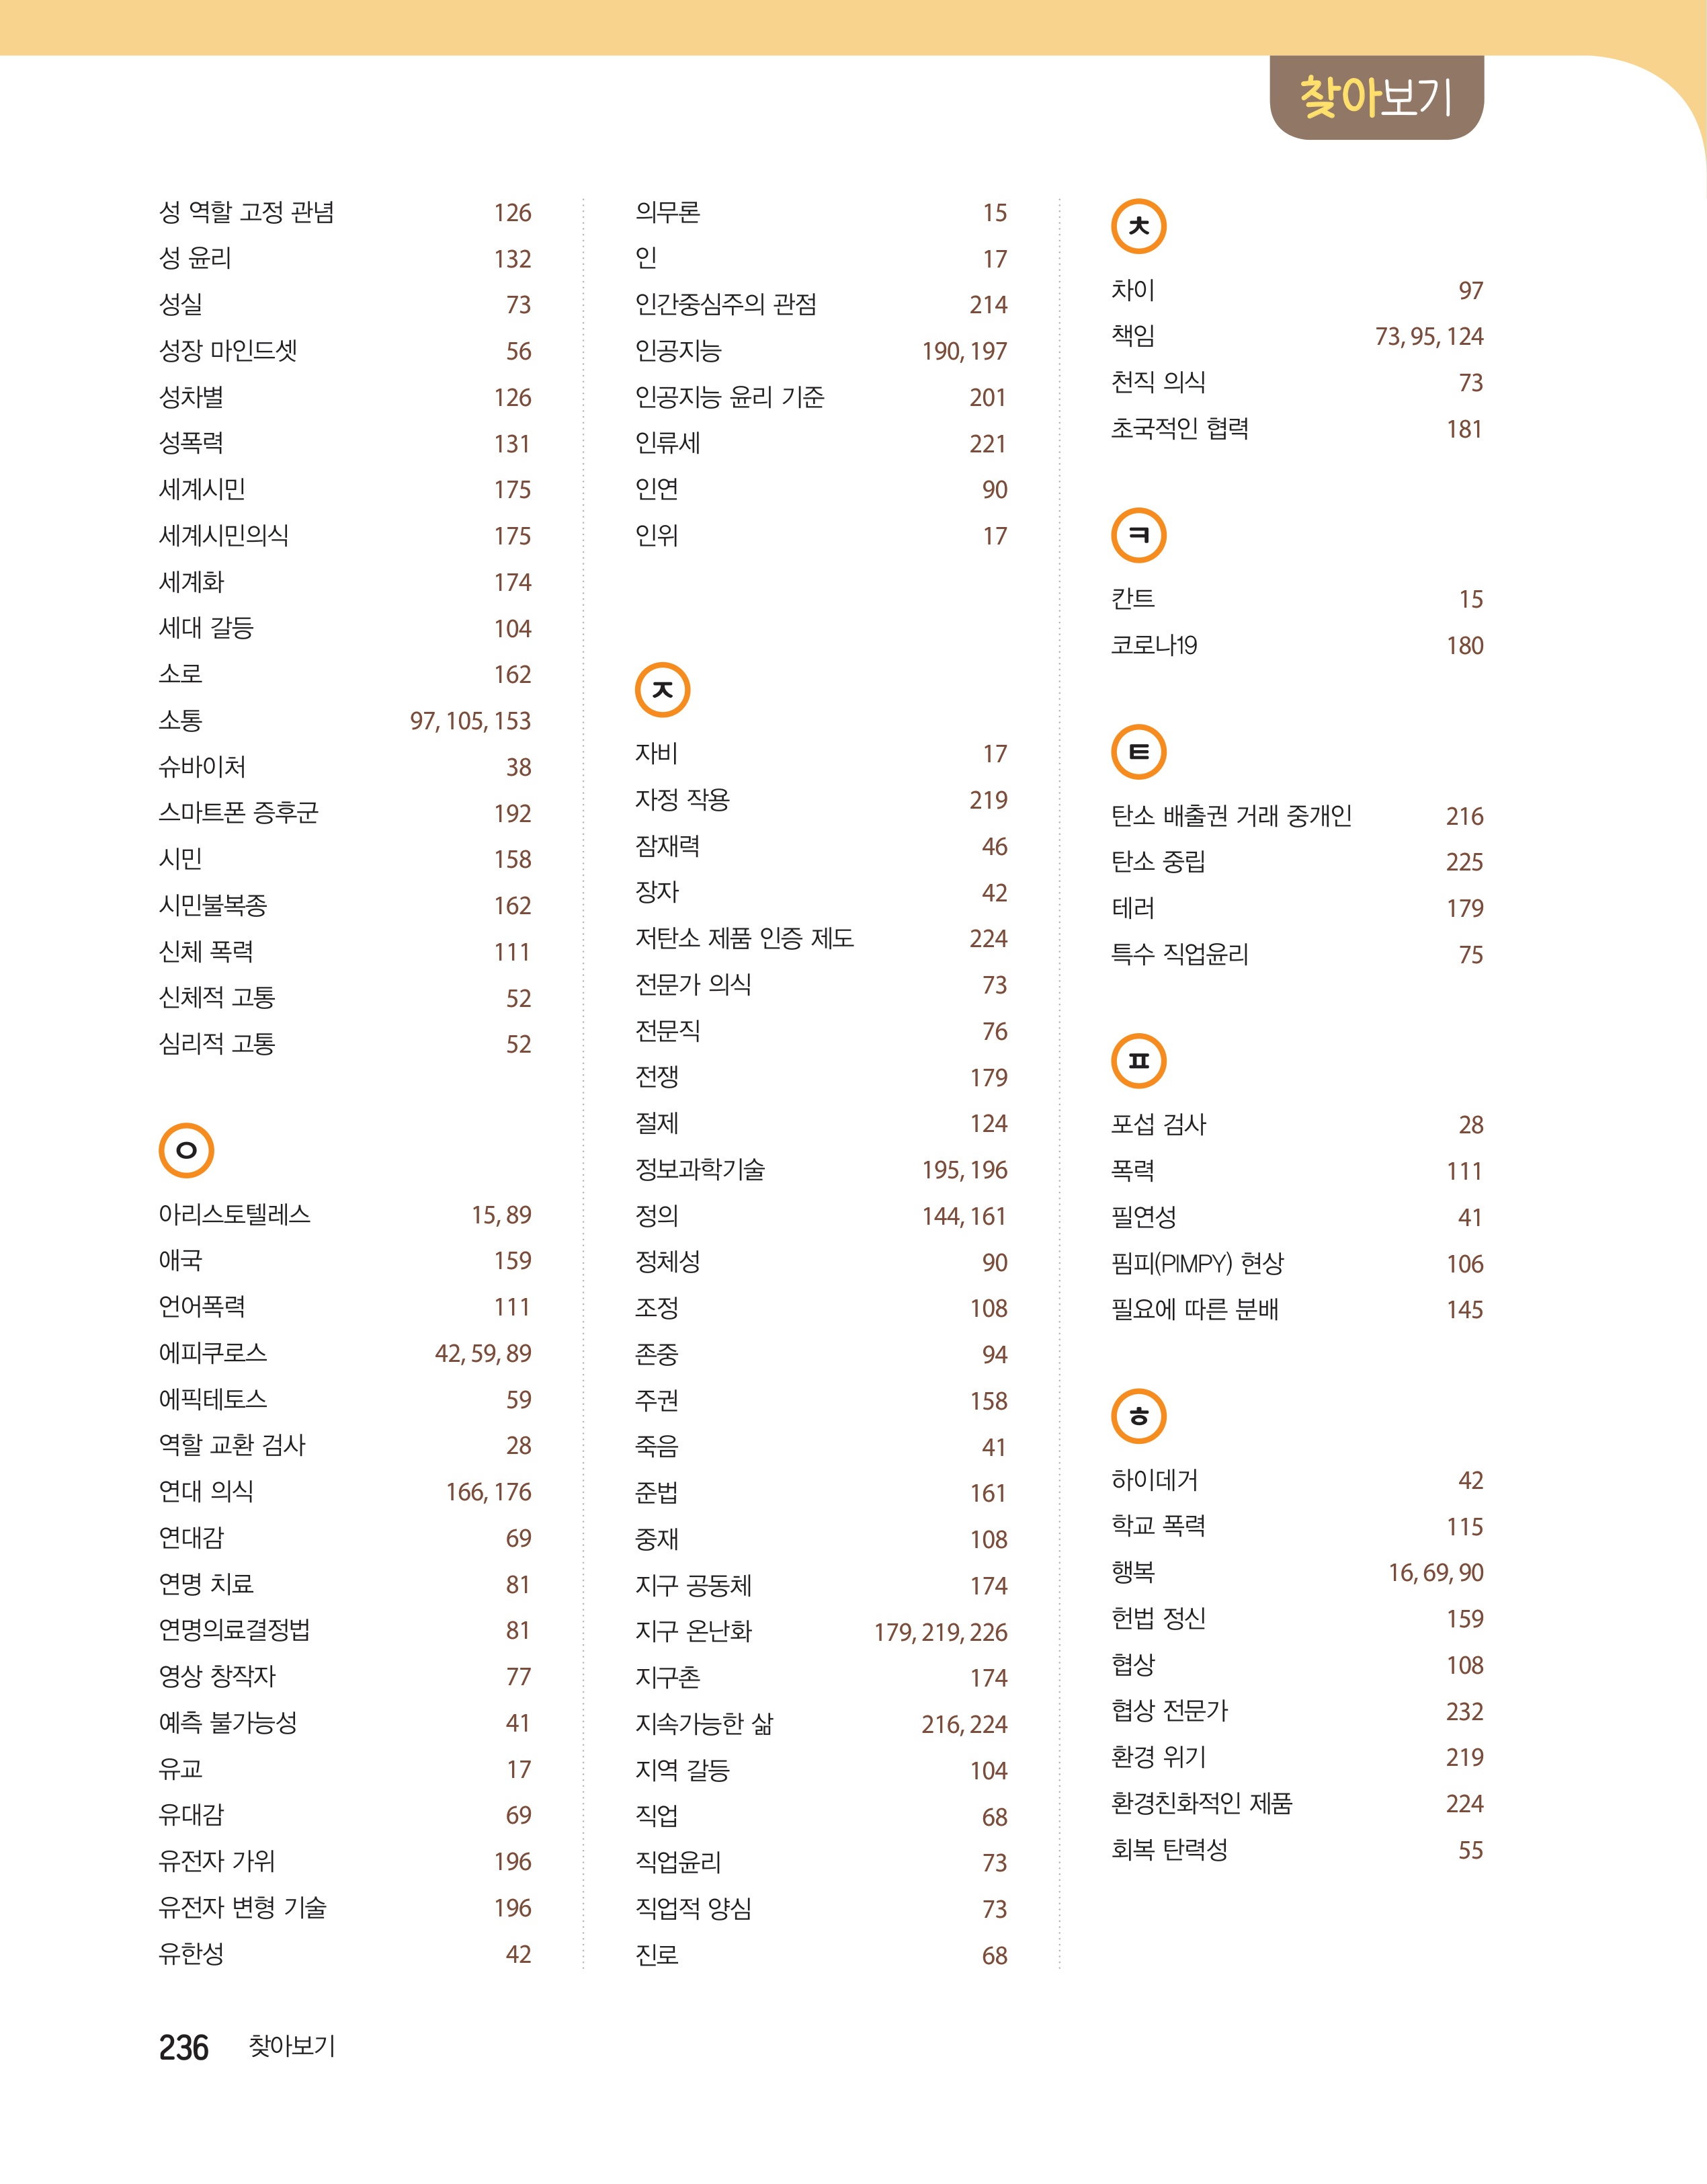 찾아보기
성 역할 고정 관념 126
성 윤리 132
성실 73
성장 마인드셋 56
성차별 126
성폭력 131
세계시민 175
세계시민의식 175
세계화 174
세대 갈등 104
소로 162
소통 97, 105, 153
슈바이처 38
스마트폰 증후군 192
시민 158
시민불복종 162
신체 폭력 111
신체적 고통 52
심리적 고통 52
ㅇ
아리스토텔레스 15, 89
애국 159
언어폭력 111
에피쿠로스 42, 59, 89
에픽테토스 59
역할 교환 검사 28
연대 의식 166, 176
연대감 69
연명 치료 81
연명의료결정법 81
영상 창작자 77
예측 불가능성 41
유교 17
유대감 69
유전자 가위 196
유전자 변형 기술 196
유한성 42
의무론 15
인 17
인간중심주의 관점 214
인공지능 190, 197
인공지능 윤리 기준 201
인류세 221
인연 90
인위 17
ㅈ
자비 17
자정 작용 219
잠재력 46
장자 42
저탄소 제품 인증 제도 224
전문가 의식 73
전문직 76
전쟁 179
절제 124
정보과학기술 195, 196
정의 144, 161
정체성 90
조정 108
존중 94
주권 158
죽음 41
준법 161
중재 108
지구 공동체 174
지구 온난화 179, 219, 226
지구촌 174
지속가능한 삶 216, 224
지역 갈등 104
직업 68
직업윤리 73
직업적 양심 73
진로 68
ㅊ
차이 97
책임 73, 95, 124
천직 의식 73
초국적인 협력 181
ㅋ
칸트 15
코로나19 180
ㅌ
탄소 배출권 거래 중개인 216
탄소 중립 225
테러 179
특수 직업윤리 75
ㅍ
포섭 검사 28
폭력 111
필연성 41
핌피(PIMPY) 현상 106
필요에 따른 분배 145
ㅎ
하이데거 42
학교 폭력 115
행복 16, 69, 90
헌법 정신 159
협상 108
협상 전문가 232
환경 위기 219
환경친화적인 제품 224
회복 탄력성 55
236 찾아보기